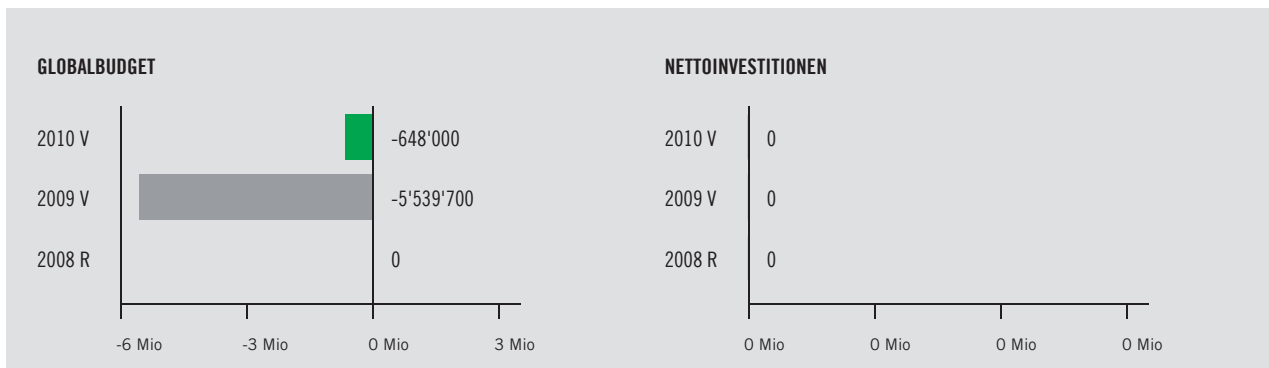 GLOBALBUDGET
2010 V -648'000
2009 V -5'539'700
2008 R 0
-6 Mio -3 Mio 0 Mio 3 Mio
NETTOINVESTITIONEN
2010 V 0
2009 V 0
2008 R 0
0 Mio 0 Mio 0 Mio 0 Mio